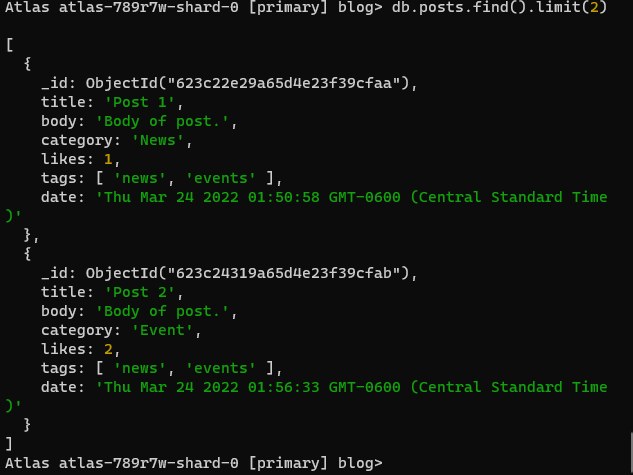 Atlas atlas-789r7w-shard-0 [primary] blog> db.posts.find().limit(2)
[
  {
    _id: ObjectId("623c22e29a65d4e23f39cfaa"),
    title: 'Post 1',
    body: 'Body of post.',
    category: 'News',
    likes: 1,
    tags: [ 'news', 'events' ],
    date: 'Thu Mar 24 2022 01:50:58 GMT-0600 (Central Standard Time
)'
  },
  {
    _id: ObjectId("623c24319a65d4e23f39cfab"),
    title: 'Post 2',
    body: 'Body of post.',
    category: 'Event',
    likes: 2,
    tags: [ 'news', 'events' ],
    date: 'Thu Mar 24 2022 01:56:33 GMT-0600 (Central Standard Time
)'
  }
]
Atlas atlas-789r7w-shard-0 [primary] blog>